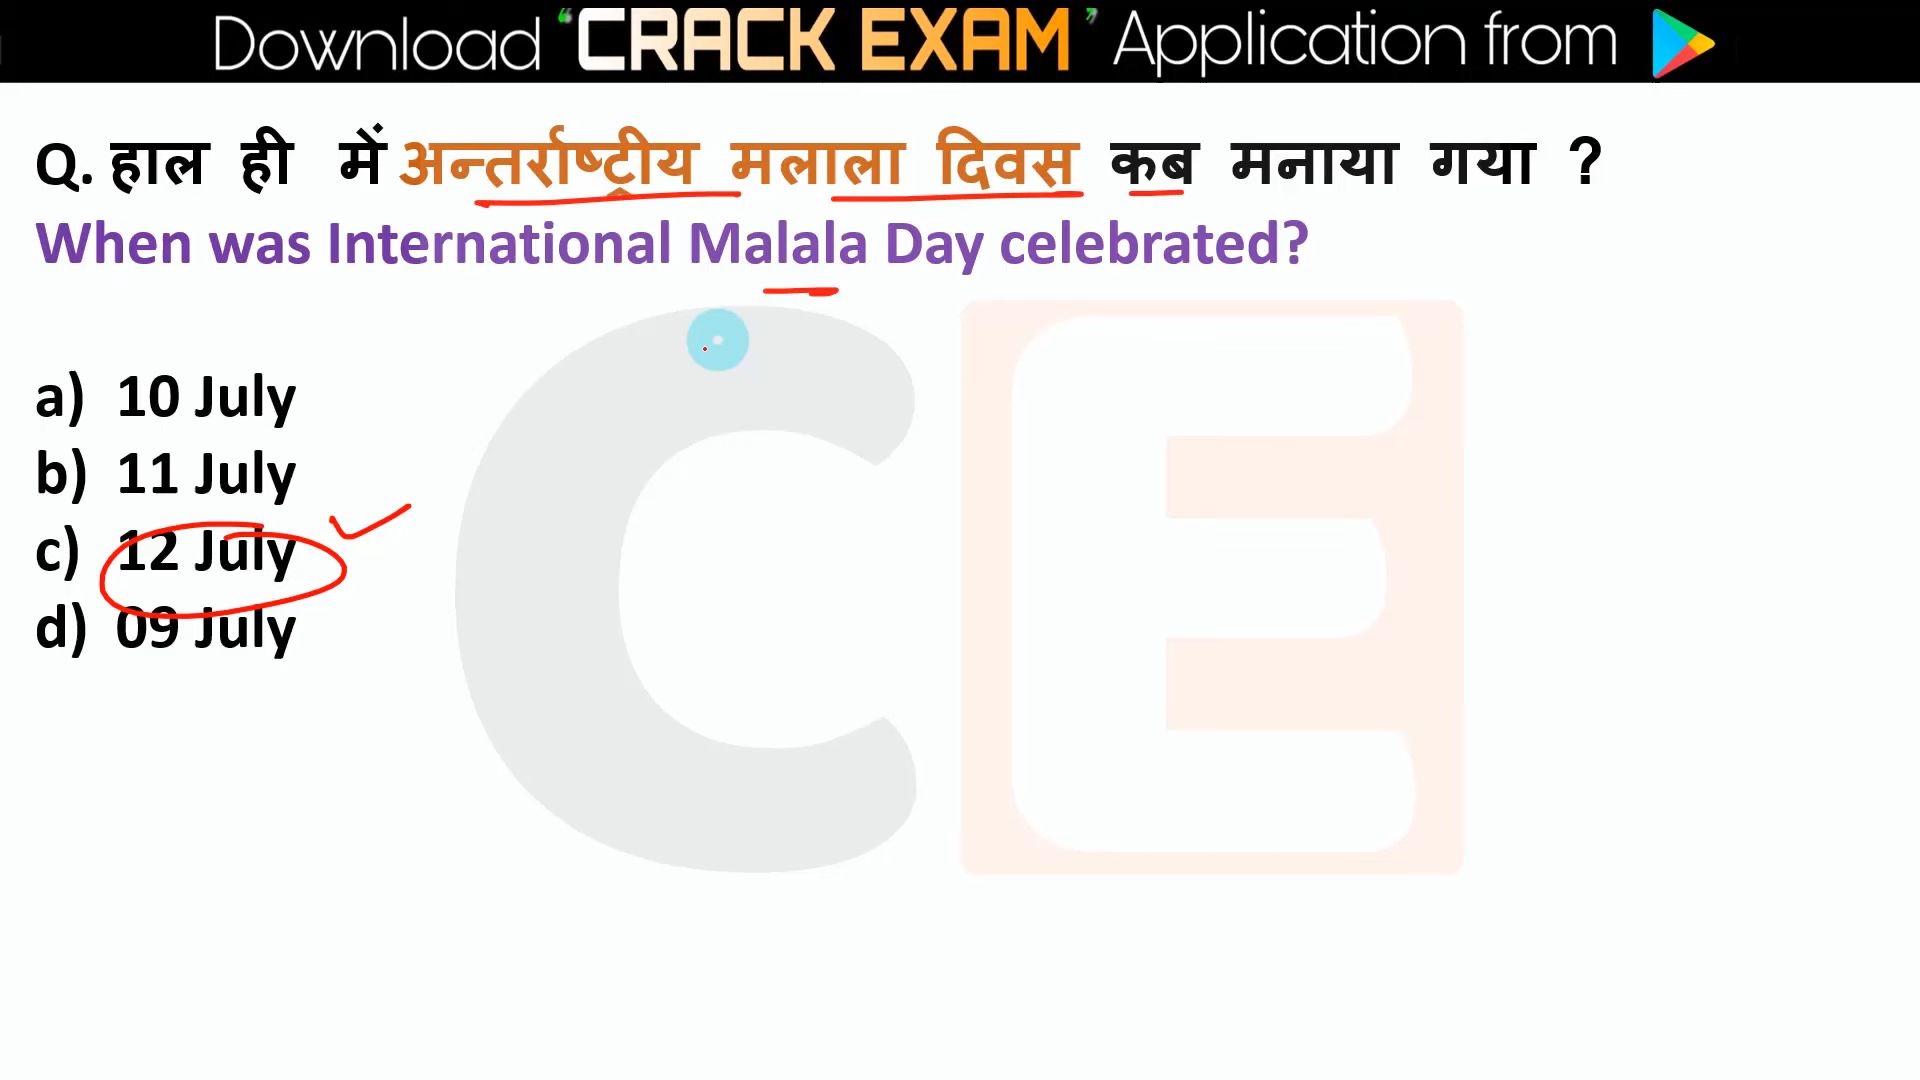 Download ‘CRACK EXAM’ Application from
Q. हाल ही में अन्तर्राष्ट्रीय मलाला दिवस कब मनाया गया ?
When was International Malala Day celebrated?
a) 10 July
b) 11 July
c) 12 July
d) 09 July
CE